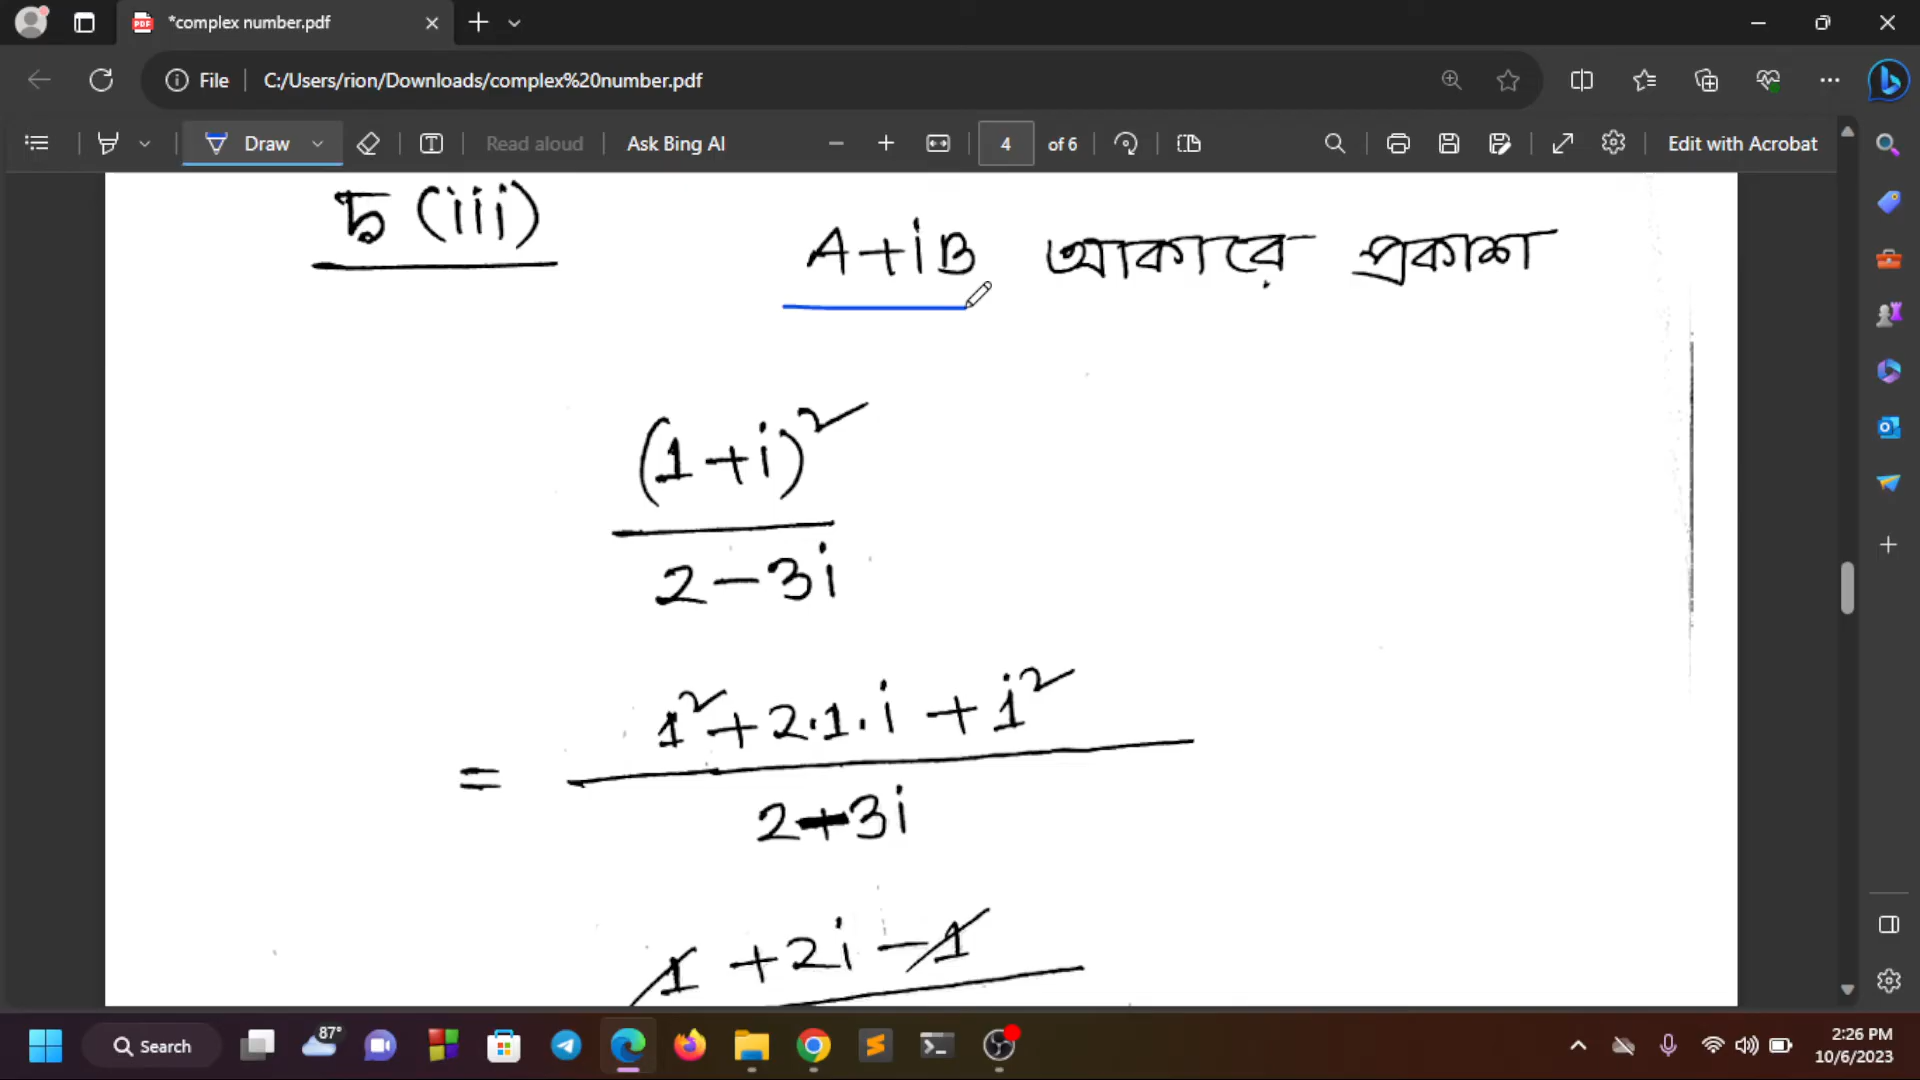 *complex number.pdf
File C:/Users/rion/Downloads/complex%20number.pdf
Draw Read aloud Ask Bing AI 4 of 6 Edit with Acrobat
৮ (iii)
A+iB আকারে প্রকাশ
(1+i)²
2-3i
1²+2·1·i+i²
=
2-3i
1+2i-1
87°
Search
2:26 PM
10/6/2023